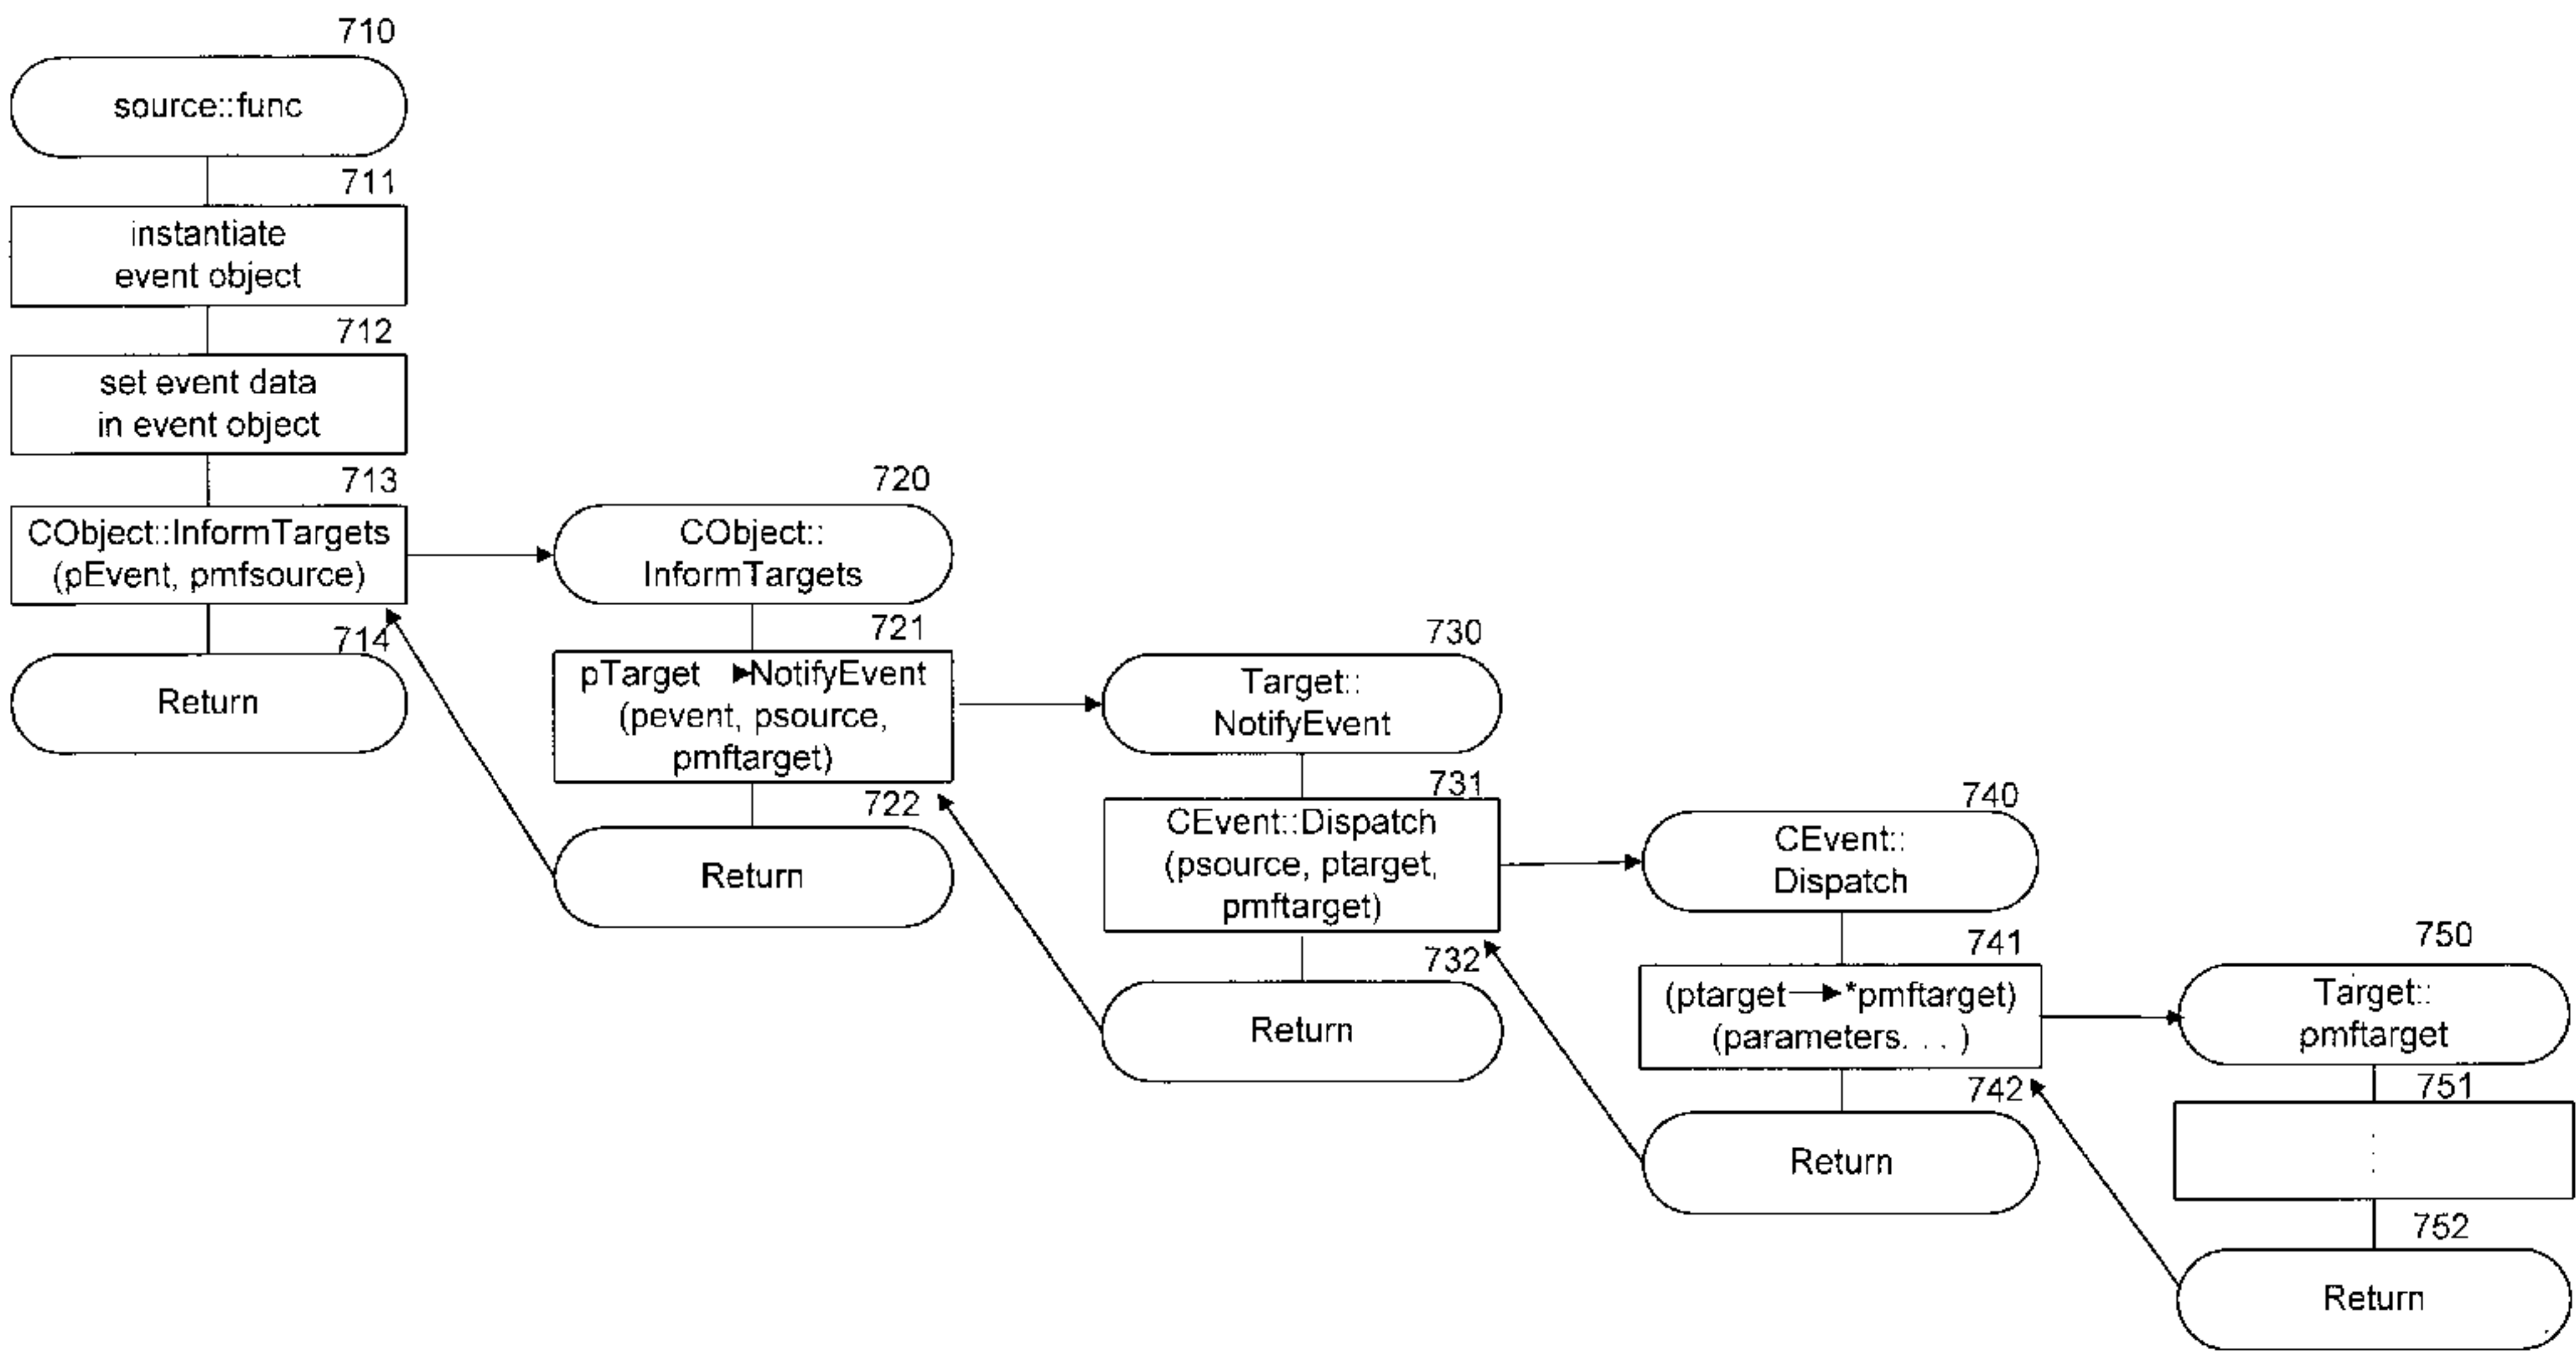 710
source::func
711
instantiate
event object
712
set event data
in event object
713
CObject::InformTargets
(pEvent, pmfsource)
714
Return
720
CObject::
InformTargets
721
pTarget NotifyEvent
(pevent, psource,
pmftarget)
722
Return
730
Target::
NotifyEvent
731
CEvent::Dispatch
(psource, ptarget,
pmftarget)
732
Return
740
CEvent::
Dispatch
741
(ptarget→*pmftarget)
(parameters. . . )
742
Return
750
Target::
pmftarget
751
752
Return